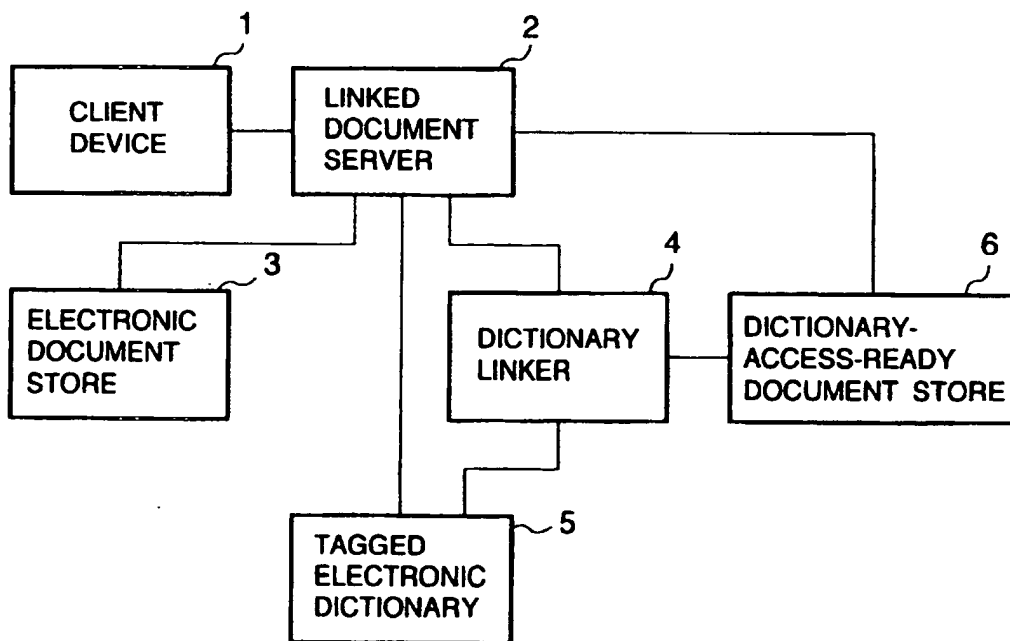 1
CLIENT
DEVICE
2
LINKED
DOCUMENT
SERVER
3
ELECTRONIC
DOCUMENT
STORE
4
DICTIONARY
LINKER
6
DICTIONARY-
ACCESS-READY
DOCUMENT STORE
5
TAGGED
ELECTRONIC
DICTIONARY